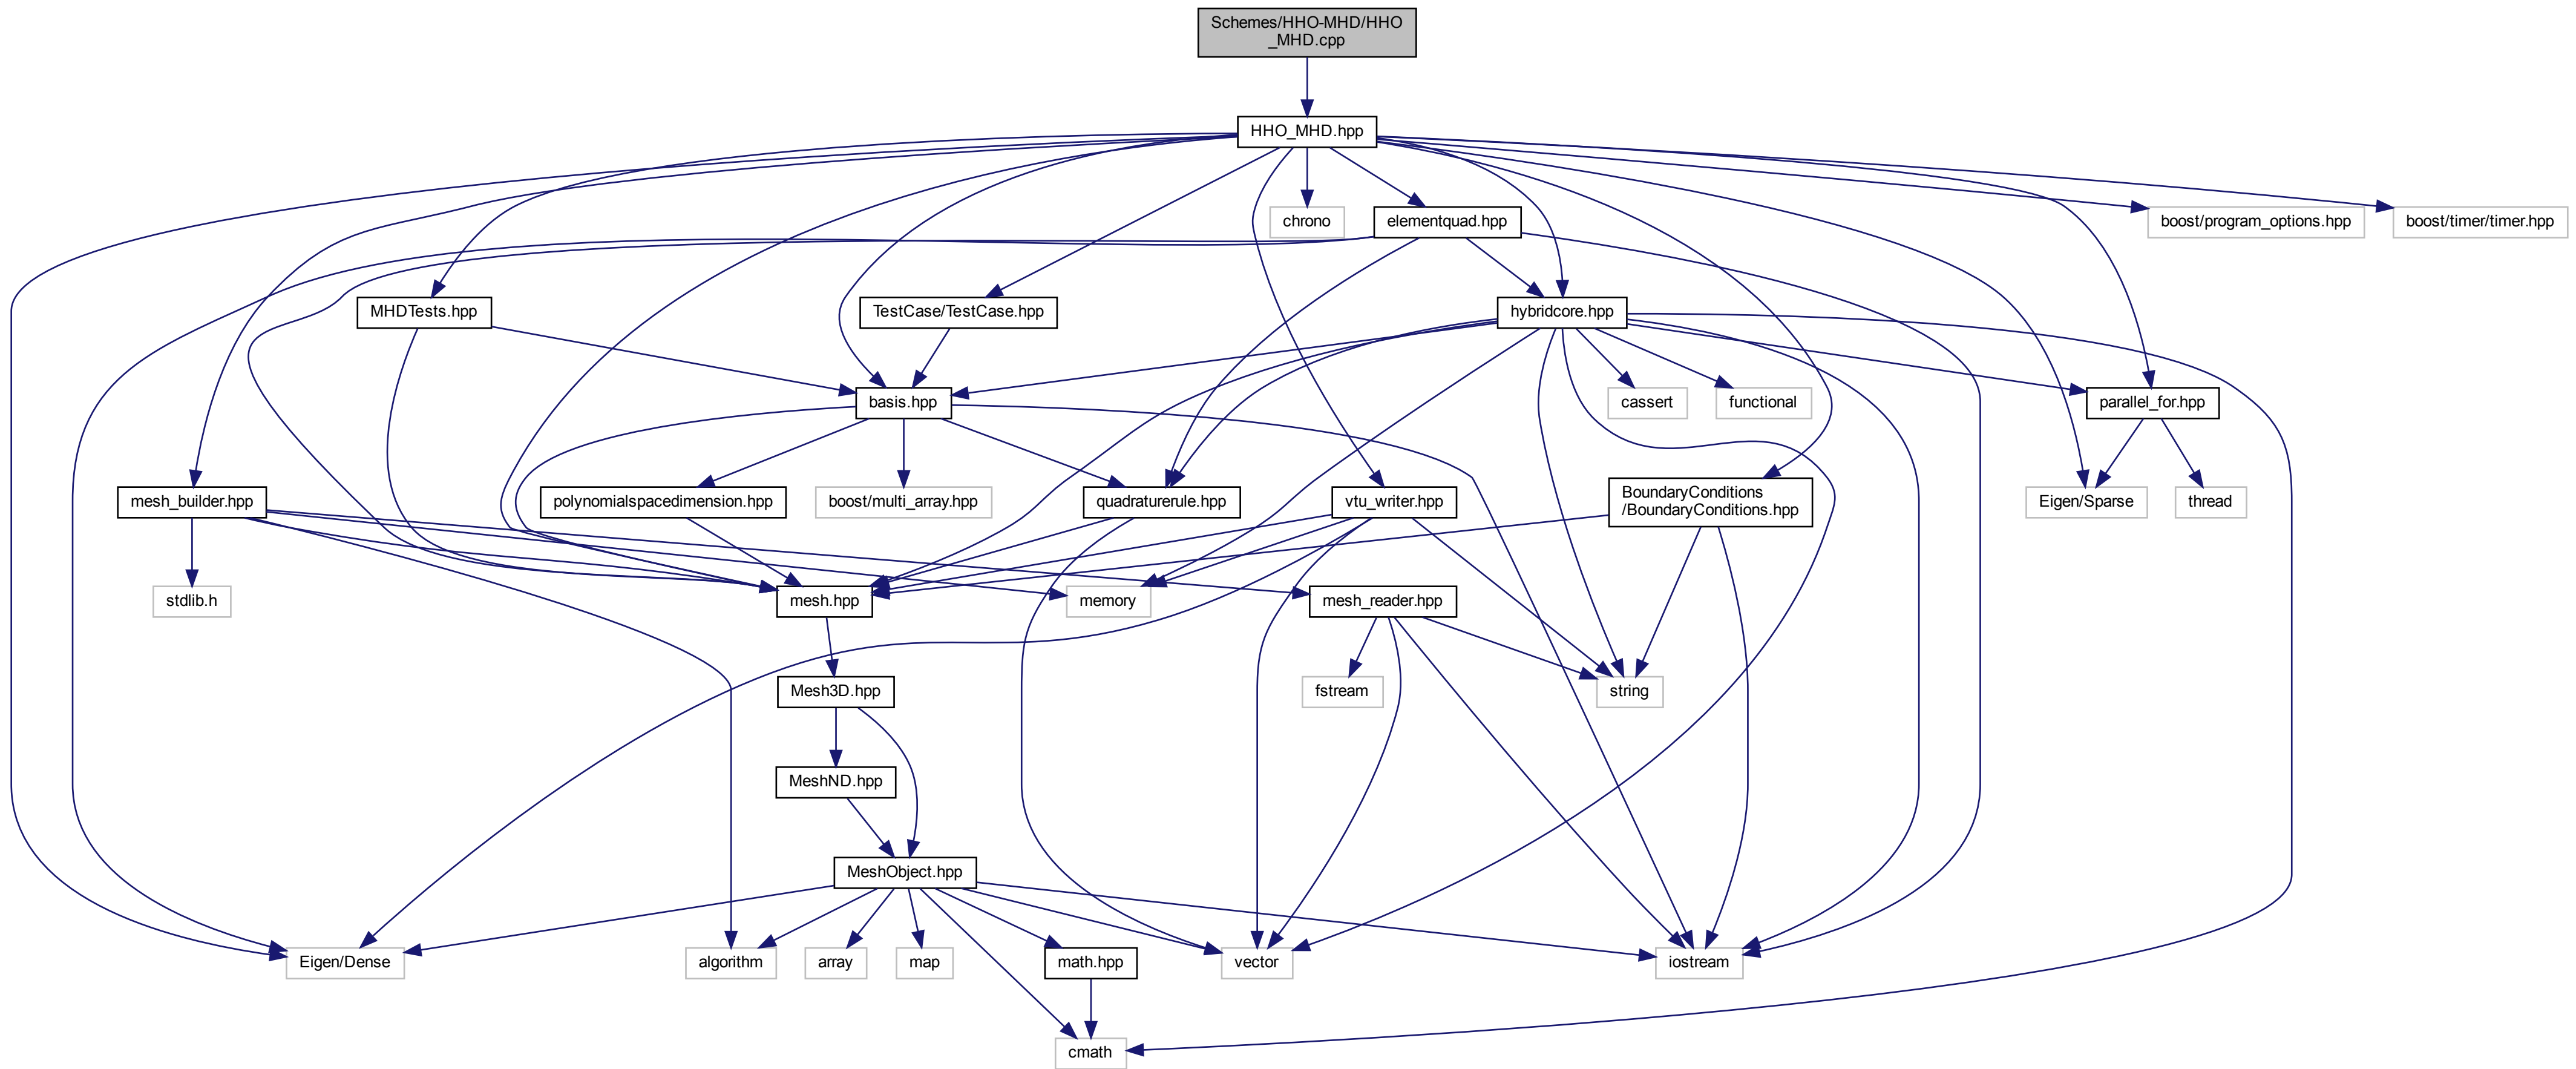 Schemes/HHO-MHD/HHO
_MHD.cpp
HHO_MHD.hpp
chrono
elementquad.hpp
boost/program_options.hpp
boost/timer/timer.hpp
MHDTests.hpp
TestCase/TestCase.hpp
hybridcore.hpp
basis.hpp
cassert
functional
parallel_for.hpp
mesh_builder.hpp
polynomialspacedimension.hpp
boost/multi_array.hpp
quadraturerule.hpp
vtu_writer.hpp
BoundaryConditions
/BoundaryConditions.hpp
Eigen/Sparse
thread
stdlib.h
mesh.hpp
memory
mesh_reader.hpp
Mesh3D.hpp
fstream
string
MeshND.hpp
MeshObject.hpp
Eigen/Dense
algorithm
array
map
math.hpp
vector
iostream
cmath